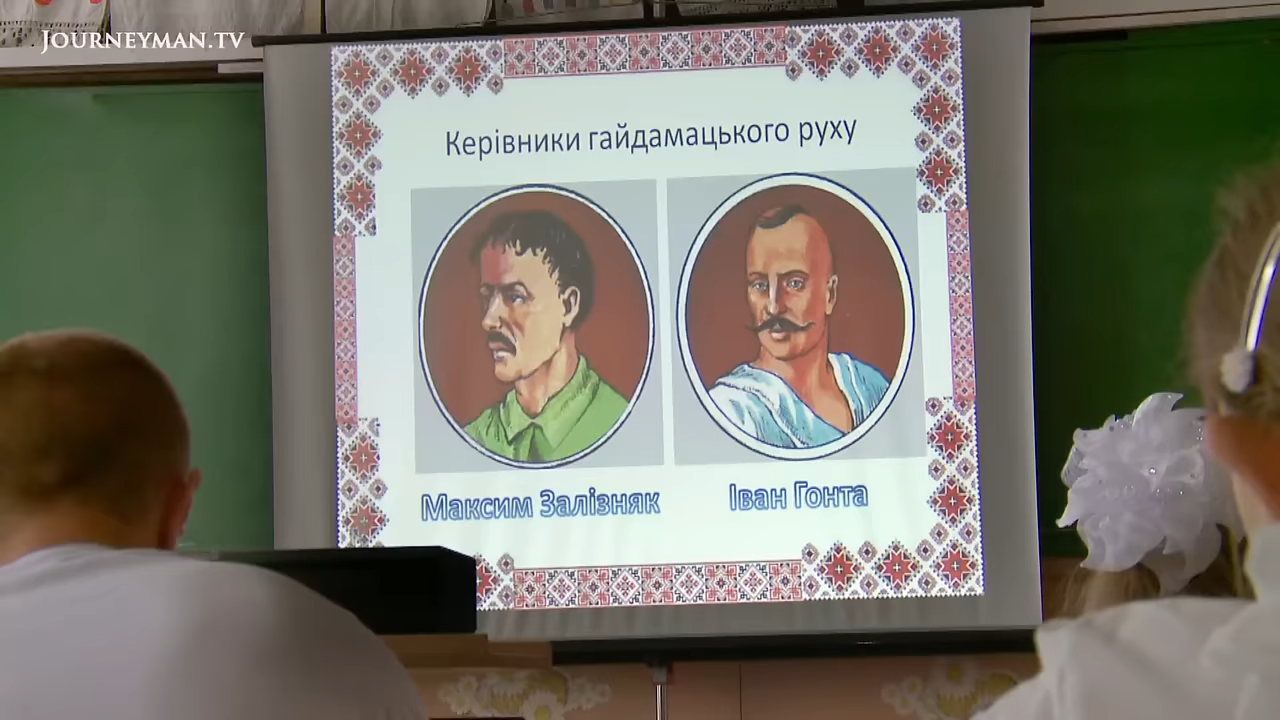 JOURNEYMAN.TV
Керівники гайдамацького руху
Максим Залізняк
Іван Гонта